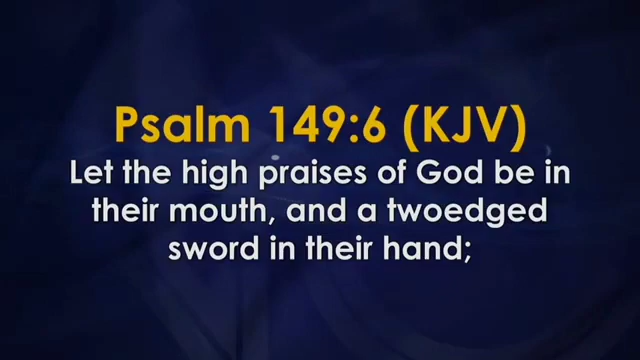 Psalm 149:6 (KJV)
Let the high praises of God be in
their mouth, and a twoedged
sword in their hand;